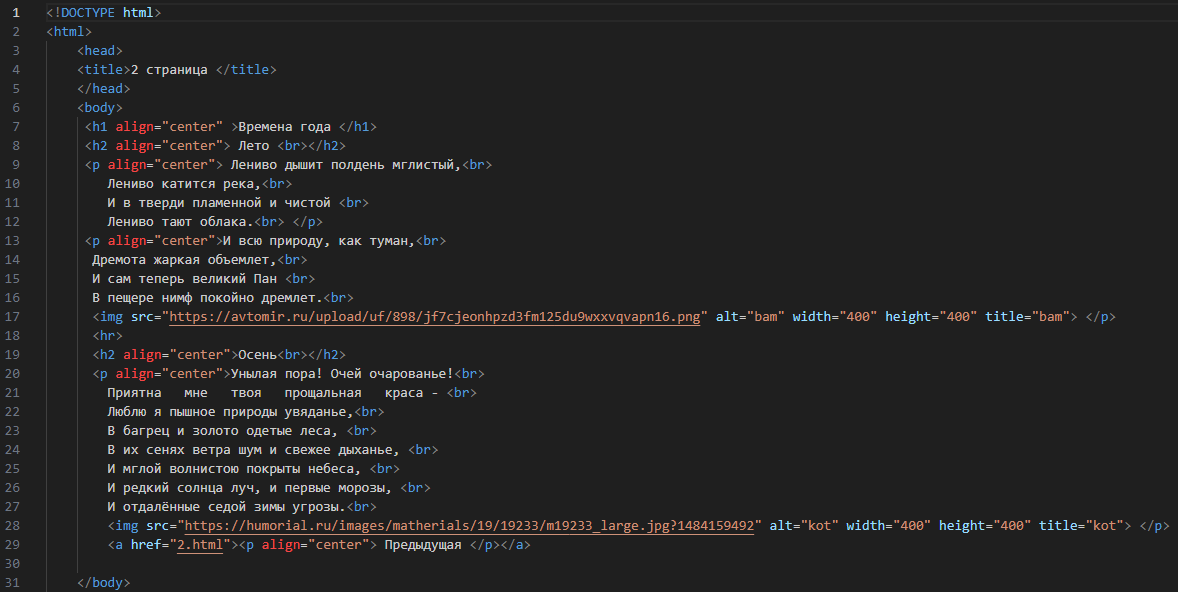 1 <!DOCTYPE html>
2 <html>
3 <head>
4 <title>2 страница </title>
5 </head>
6 <body>
7 <h1 align="center" >Времена года </h1>
8 <h2 align="center"> Лето <br></h2>
9 <p align="center"> Лениво дышит полдень мглистый,<br>
10 Лениво катится река,<br>
11 И в тверди пламенной и чистой <br>
12 Лениво тают облака.<br> </p>
13 <p align="center">И всю природу, как туман,<br>
14 Дремота жаркая объемлет,<br>
15 И сам теперь великий Пан <br>
16 В пещере нимф покойно дремлет.<br>
17 <img src="https://avtomir.ru/upload/uf/898/jf7cjeonhpzd3fm125du9wxxvqvapn16.png" alt="bam" width="400" height="400" title="bam"> </p>
18 <hr>
19 <h2 align="center">Осень<br></h2>
20 <p align="center">Унылая пора! Очей очарованье!<br>
21 Приятна   мне   твоя   прощальная   краса - <br>
22 Люблю я пышное природы увяданье,<br>
23 В багрец и золото одетые леса, <br>
24 В их сенях ветра шум и свежее дыханье, <br>
25 И мглой волнистою покрыты небеса, <br>
26 И редкий солнца луч, и первые морозы, <br>
27 И отдалённые седой зимы угрозы.<br>
28 <img src="https://humorial.ru/images/matherials/19/19233/m19233_large.jpg?1484159492" alt="kot" width="400" height="400" title="kot"> </p>
29 <a href="2.html"><p align="center"> Предыдущая </p></a>
30
31 </body>